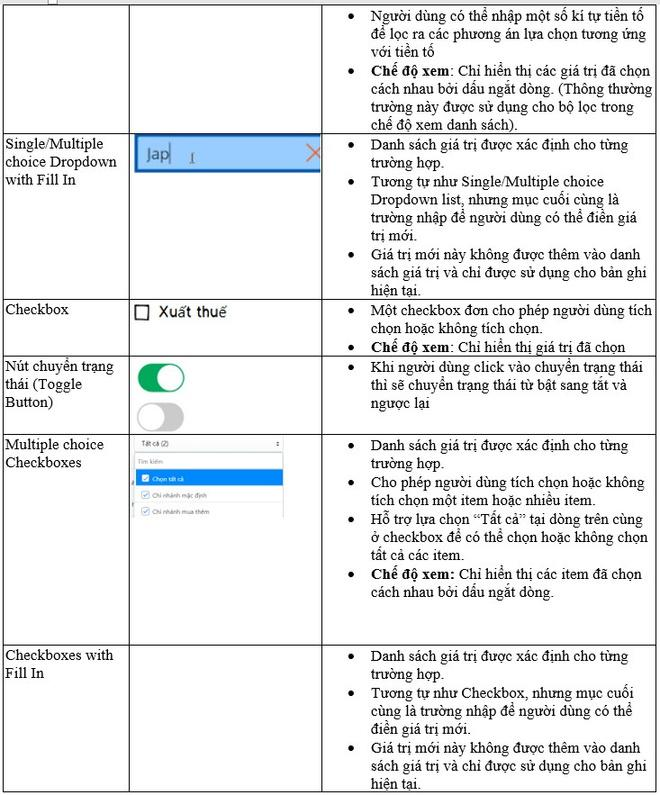 Người dùng có thể nhập một số kí tự tiền tố
để lọc ra các phương án lựa chọn tương ứng
với tiền tố
Chế độ xem: Chỉ hiển thị các giá trị đã chọn
cách nhau bởi dấu ngắt dòng. (Thông thường
trường này được sử dụng cho bộ lọc trong
chế độ xem danh sách).
Single/Multiple
choice Dropdown
with Fill In
Jap
Danh sách giá trị được xác định cho từng
trường hợp.
Tương tự như Single/Multiple choice
Dropdown list, nhưng mục cuối cùng là
trường nhập để người dùng có thể điền giá
trị mới.
Giá trị mới này không được thêm vào danh
sách giá trị và chỉ được sử dụng cho bản ghi
hiện tại.
Checkbox
Xuất thuế
Một checkbox đơn cho phép người dùng tích
chọn hoặc không tích chọn.
Chế độ xem: Chỉ hiển thị giá trị đã chọn
Nút chuyển trạng
thái (Toggle
Button)
Khi người dùng click vào chuyển trạng thái
thì sẽ chuyển trạng thái từ bật sang tắt và
ngược lại
Multiple choice
Checkboxes
Tất cả (2)
Tìm kiếm
Chọn tất cả
Chi nhánh mặc định
Chi nhánh mua thêm
Danh sách giá trị được xác định cho từng
trường hợp.
Cho phép người dùng tích chọn hoặc không
tích chọn một item hoặc nhiều item.
Hỗ trợ lựa chọn “Tất cả” tại dòng trên cùng
ở checkbox để có thể chọn hoặc không chọn
tất cả các item.
Chế độ xem: Chỉ hiển thị các item đã chọn
cách nhau bởi dấu ngắt dòng.
Checkboxes with
Fill In
Danh sách giá trị được xác định cho từng
trường hợp.
Tương tự như Checkbox, nhưng mục cuối
cùng là trường nhập để người dùng có thể
điền giá trị mới.
Giá trị mới này không được thêm vào danh
sách giá trị và chỉ được sử dụng cho bản ghi
hiện tại.